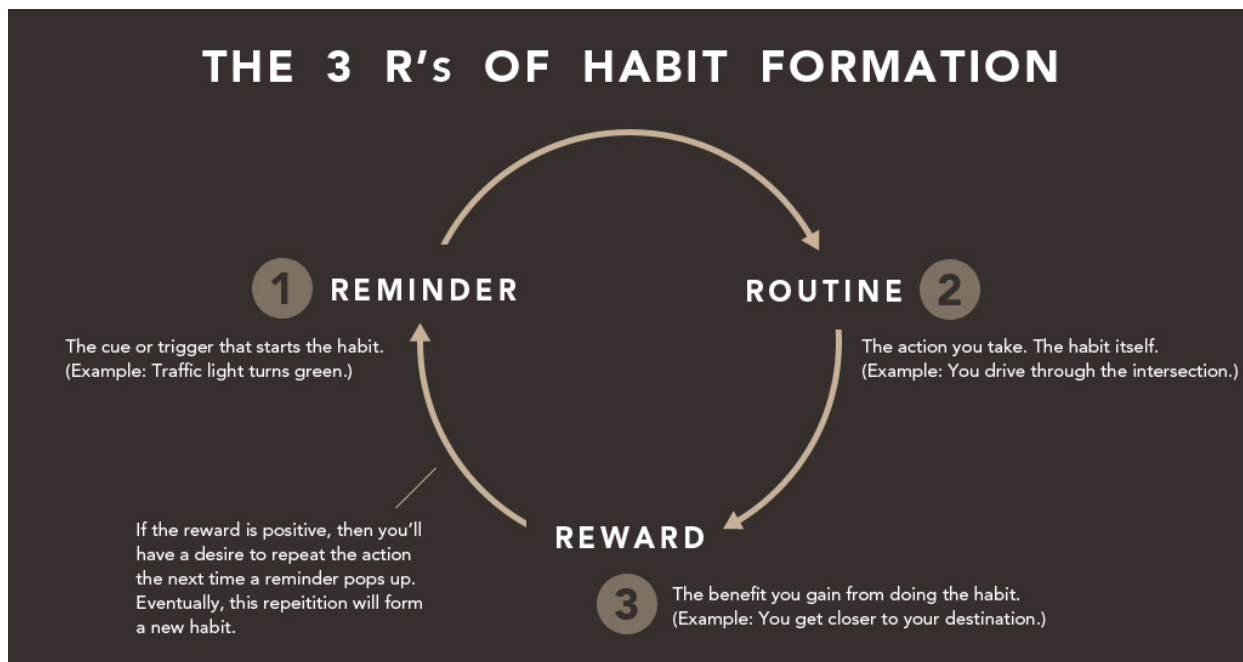 THE 3 R's OF HABIT FORMATION
1 REMINDER
The cue or trigger that starts the habit.
(Example: Traffic light turns green.)
ROUTINE 2
The action you take. The habit itself.
(Example: You drive through the intersection.)
REWARD
3
The benefit you gain from doing the habit.
(Example: You get closer to your destination.)
If the reward is positive, then you'll
have a desire to repeat the action
the next time a reminder pops up.
Eventually, this repeitition will form
a new habit.